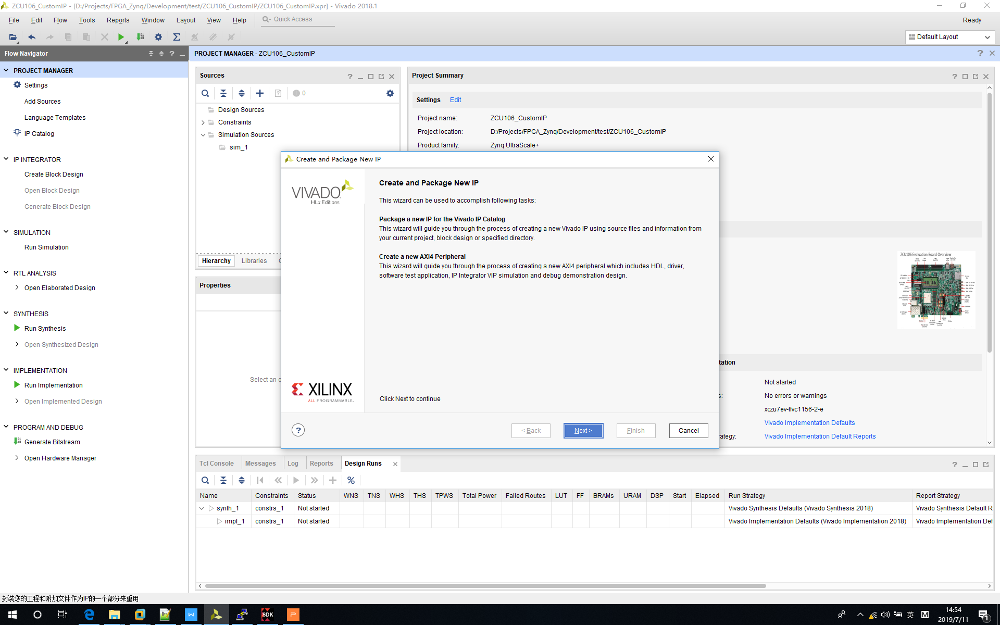 ZCU106_CustomIP - [D:/Projects/FPGA_Zynq/Development/test/ZCU106_CustomIP/ZCU106_CustomIP.xpr] - Vivado 2018.1
File Edit Flow Tools Reports Window Layout View Help Quick Access Ready
Default Layout
Flow Navigator
PROJECT MANAGER - ZCU106_CustomIP
PROJECT MANAGER
Settings
Add Sources
Language Templates
IP Catalog
IP INTEGRATOR
Create Block Design
Open Block Design
Generate Block Design
SIMULATION
Run Simulation
RTL ANALYSIS
Open Elaborated Design
SYNTHESIS
Run Synthesis
Open Synthesized Design
IMPLEMENTATION
Run Implementation
Open Implemented Design
PROGRAM AND DEBUG
Generate Bitstream
Open Hardware Manager
Sources
0
Design Sources
Constraints
Simulation Sources
sim_1
Hierarchy Libraries
Properties
Select an
Project Summary
Settings Edit
Project name: ZCU106_CustomIP
Project location: D:/Projects/FPGA_Zynq/Development/test/ZCU106_CustomIP
Product family: Zynq UltraScale+
ZCU106 Evaluation Board Overview
tation
Not started
s: No errors or warnings
xczu7ev-ffvc1156-2-e
Vivado Implementation Defaults
ategy: Vivado Implementation Default Reports
Create and Package New IP
VIVADO
HLx Editions
Create and Package New IP
This wizard can be used to accomplish following tasks:
Package a new IP for the Vivado IP Catalog
This wizard will guide you through the process of creating a new Vivado IP using source files and information from
your current project, block design or specified directory.
Create a new AXI4 Peripheral
This wizard will guide you through the process of creating a new AXI4 peripheral which includes HDL, driver,
software test application, IP Integrator VIP simulation and debug demonstration design.
XILINX
ALL PROGRAMMABLE
Click Next to continue
? < Back Next > Finish Cancel
Tcl Console Messages Log Reports Design Runs
Name Constraints Status WNS TNS WHS THS TPWS Total Power Failed Routes LUT FF BRAMs URAM DSP Start Elapsed Run Strategy Report Strategy
synth_1 constrs_1 Not started Vivado Synthesis Defaults (Vivado Synthesis 2018) Vivado Synthesis Default R
impl_1 constrs_1 Not started Vivado Implementation Defaults (Vivado Implementation 2018) Vivado Implementation Def
封装您的工程和附加文件作为IP的一个部分来重用
SDK
英 M
14:54
2019/7/11
1